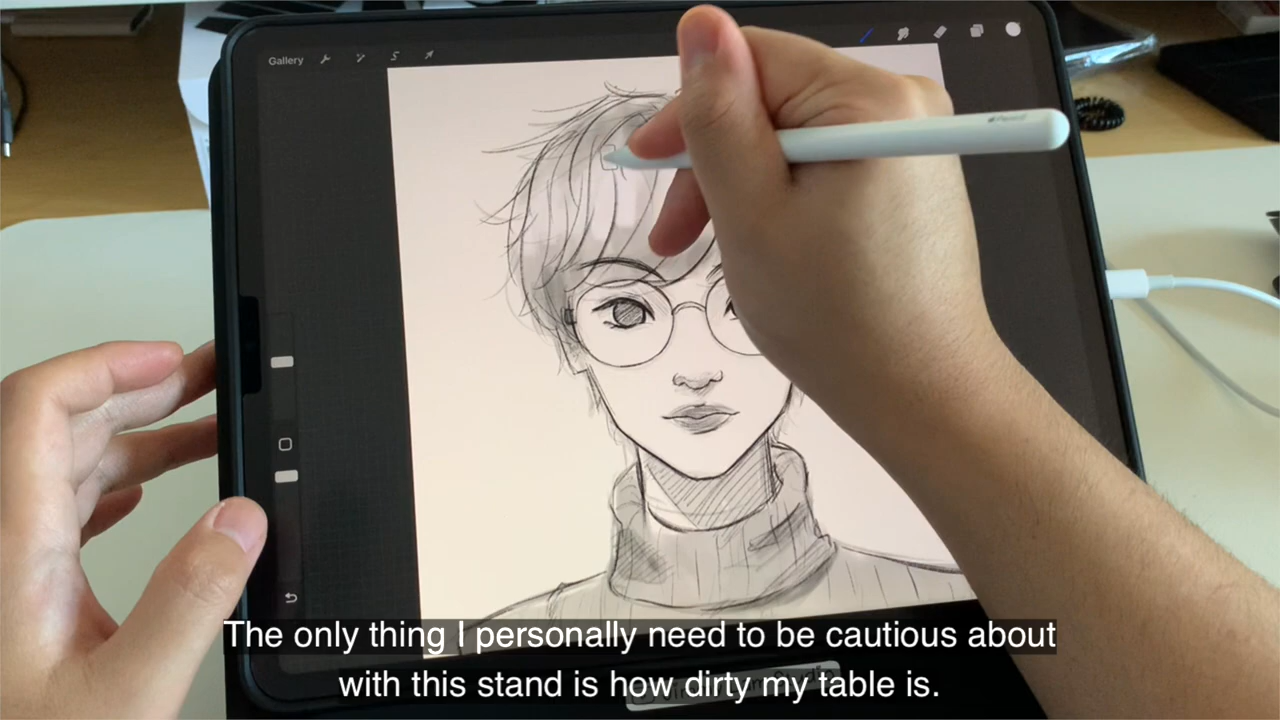 Gallery
The only thing I personally need to be cautious about
with this stand is how dirty my table is.